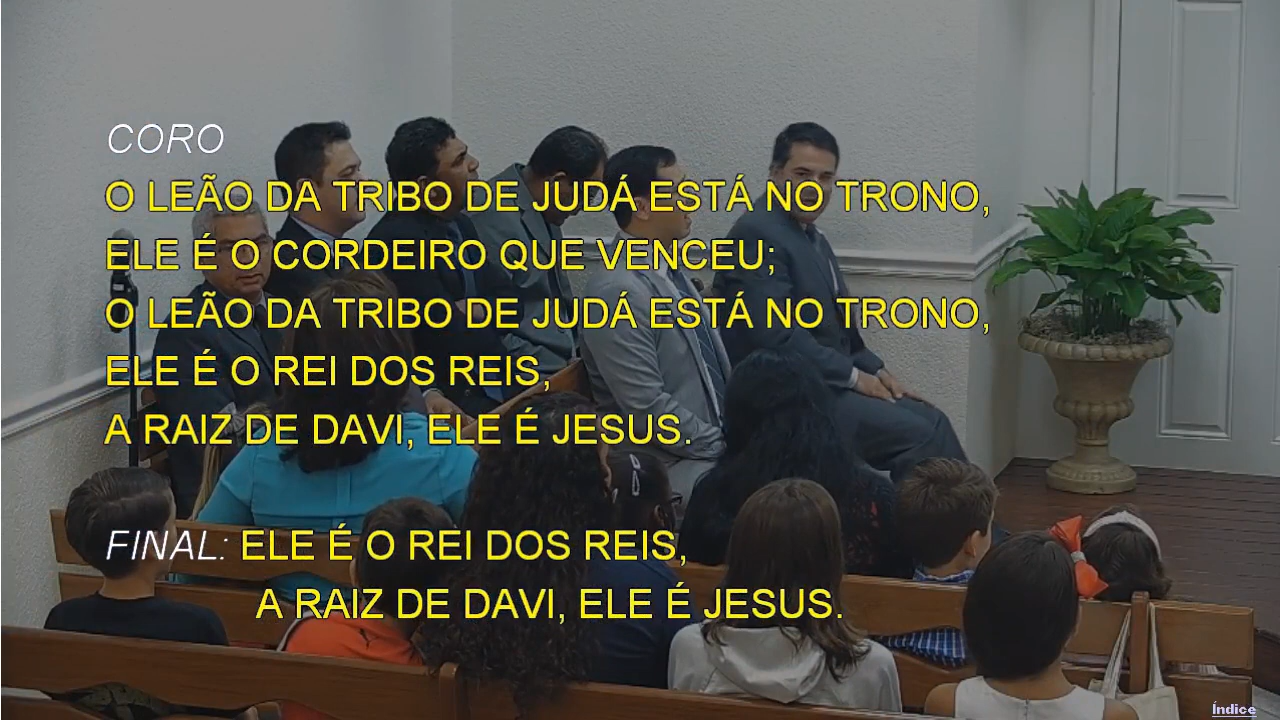 CORO
O LEÃO DA TRIBO DE JUDÁ ESTÁ NO TRONO,
ELE É O CORDEIRO QUE VENCEU;
O LEÃO DA TRIBO DE JUDÁ ESTÁ NO TRONO,
ELE É O REI DOS REIS,
A RAIZ DE DAVI, ELE É JESUS.
FINAL: ELE É O REI DOS REIS,
A RAIZ DE DAVI, ELE É JESUS.
Índice